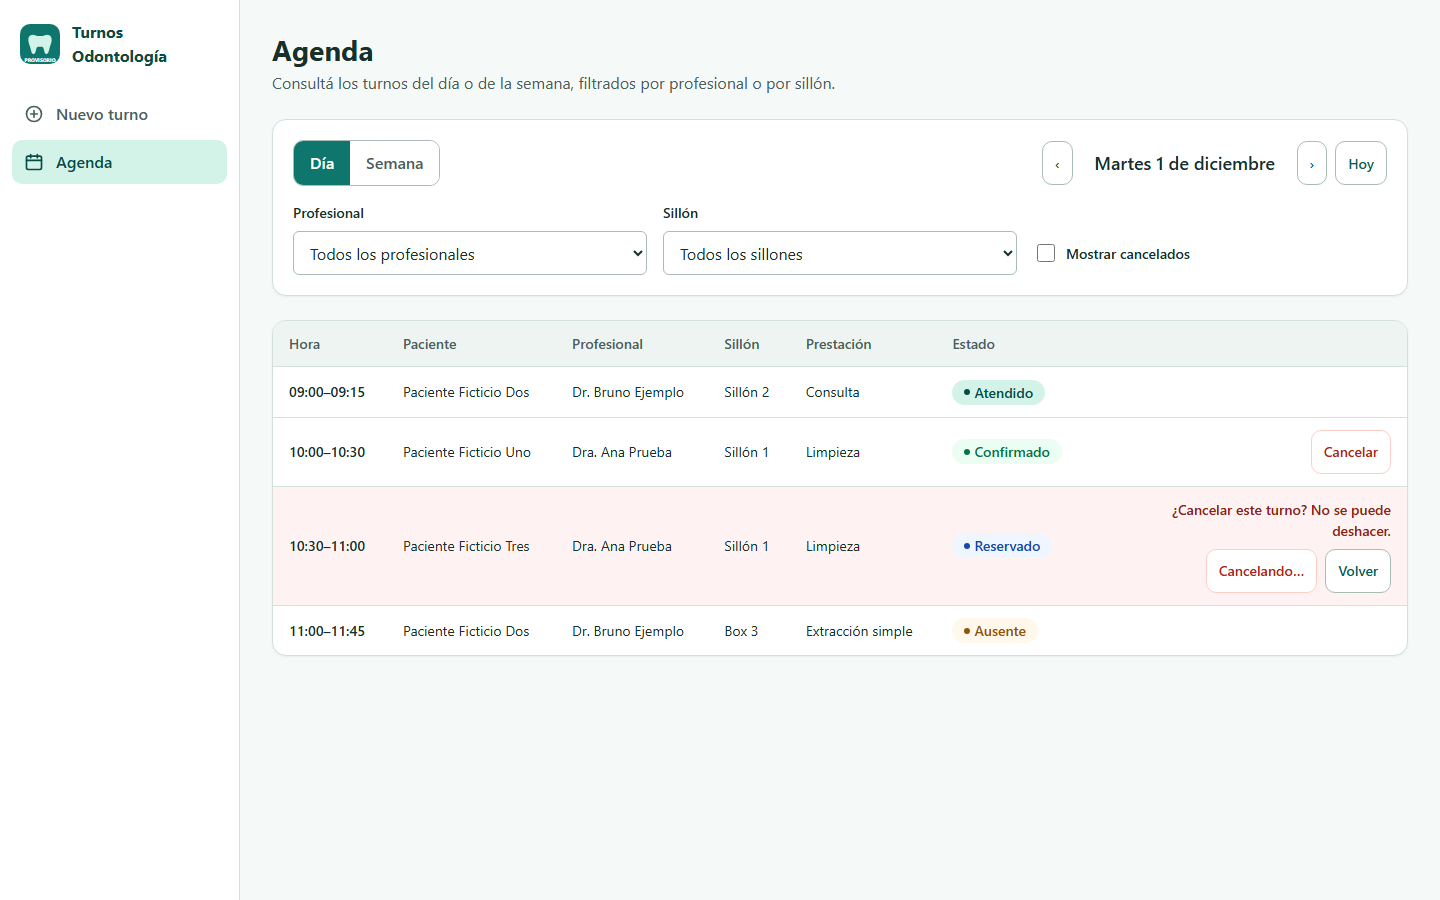 Turnos
Odontología
PROVISORIO
Nuevo turno
Agenda
Agenda
Consultá los turnos del día o de la semana, filtrados por profesional o por sillón.
Día Semana ‹ Martes 1 de diciembre › Hoy
Profesional Sillón
Todos los profesionales Todos los sillones Mostrar cancelados
Hora Paciente Profesional Sillón Prestación Estado
09:00–09:15 Paciente Ficticio Dos Dr. Bruno Ejemplo Sillón 2 Consulta Atendido
10:00–10:30 Paciente Ficticio Uno Dra. Ana Prueba Sillón 1 Limpieza Confirmado Cancelar
¿Cancelar este turno? No se puede
deshacer.
10:30–11:00 Paciente Ficticio Tres Dra. Ana Prueba Sillón 1 Limpieza Reservado
Cancelando... Volver
11:00–11:45 Paciente Ficticio Dos Dr. Bruno Ejemplo Box 3 Extracción simple Ausente